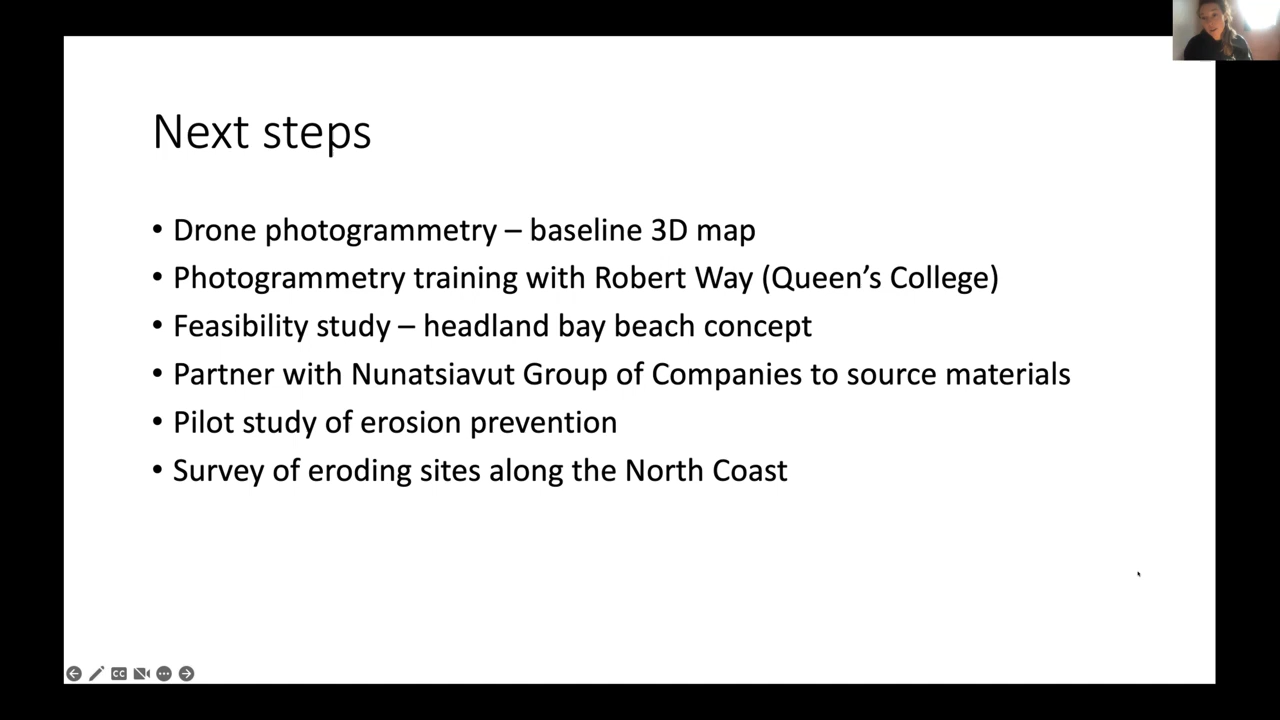 Next steps
• Drone photogrammetry – baseline 3D map
• Photogrammetry training with Robert Way (Queen’s College)
• Feasibility study – headland bay beach concept
• Partner with Nunatsiavut Group of Companies to source materials
• Pilot study of erosion prevention
• Survey of eroding sites along the North Coast
CC